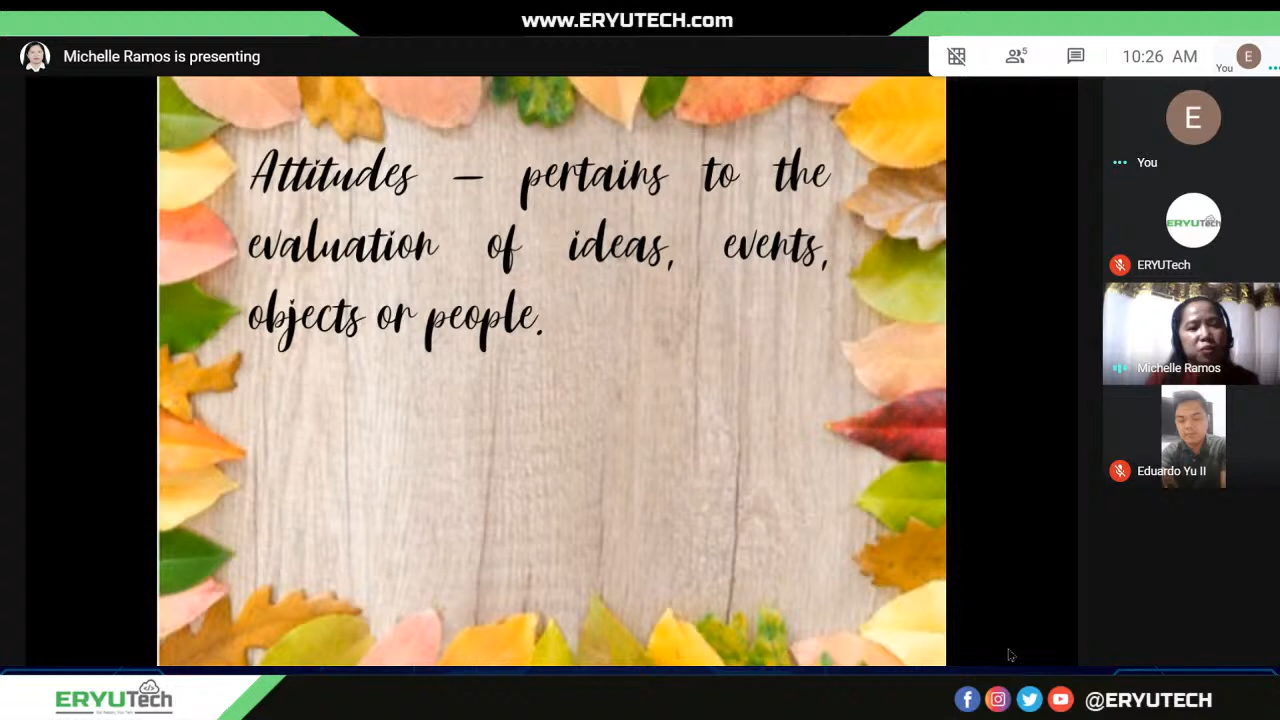 www.ERYUTECH.com
Michelle Ramos is presenting
5
10:26 AM
You
E
Attitudes – pertains to the
evaluation of ideas, events,
objects or people.
E
You
ERYUTech
ERYUTech
Michelle Ramos
Eduardo Yu II
ERYUTech
@ERYUTECH